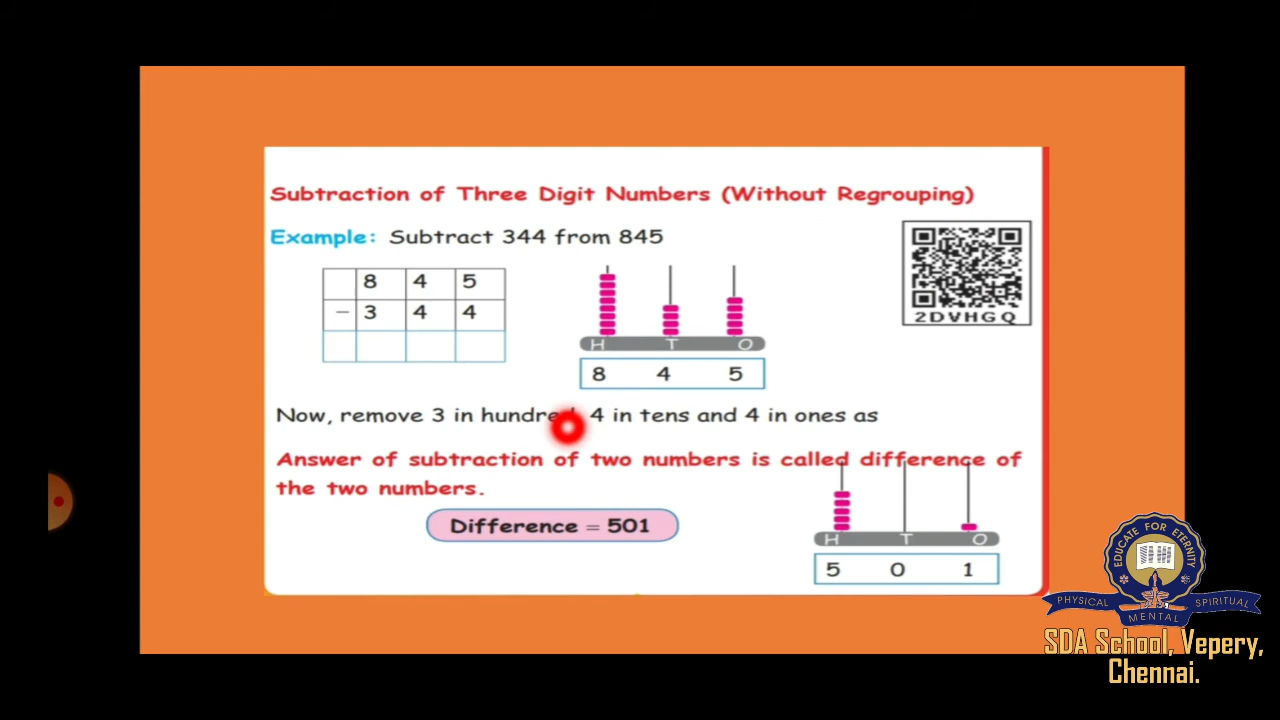 Subtraction of Three Digit Numbers (Without Regrouping)
Example: Subtract 344 from 845
8 4 5
− 3 4 4
H T O
8 4 5
2DVHGQ
Now, remove 3 in hundred, 4 in tens and 4 in ones as
Answer of subtraction of two numbers is called difference of
the two numbers.
Difference = 501
H T O
5 0 1
EDUCATE FOR ETERNITY
PHYSICAL
MENTAL
SPIRITUAL
SDA School, Vepery,
Chennai.